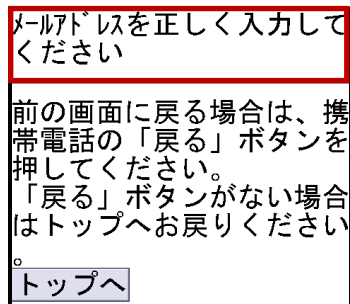 ﾒｰﾙｱﾄﾞﾚｽを正しく入力して
ください
前の画面に戻る場合は、携
帯電話の「戻る」ボタンを
押してください。
「戻る」ボタンがない場合
はトップへお戻りください
。
トップへ